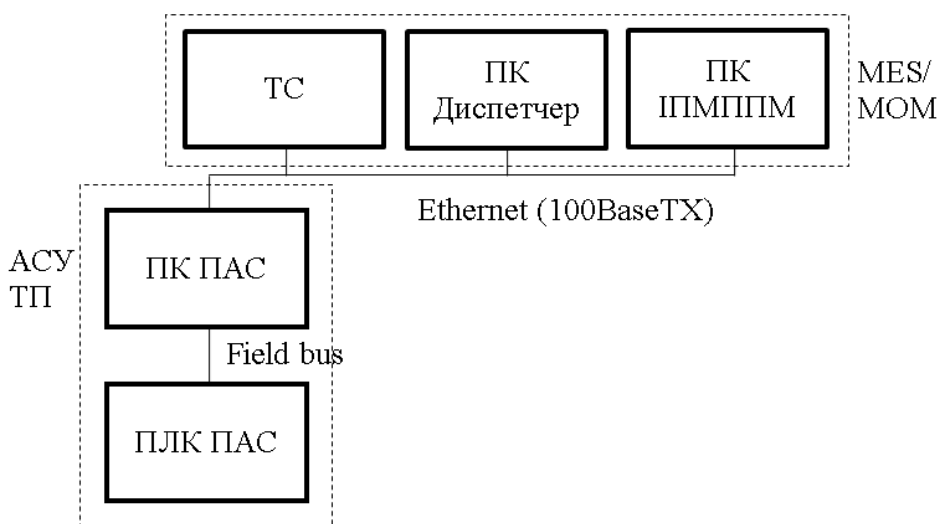 ТС
ПК
Диспетчер
ПК
ІПМППМ
MES/
MOM
Ethernet (100BaseTX)
АСУ
ТП
ПК ПАС
Field bus
ПЛК ПАС